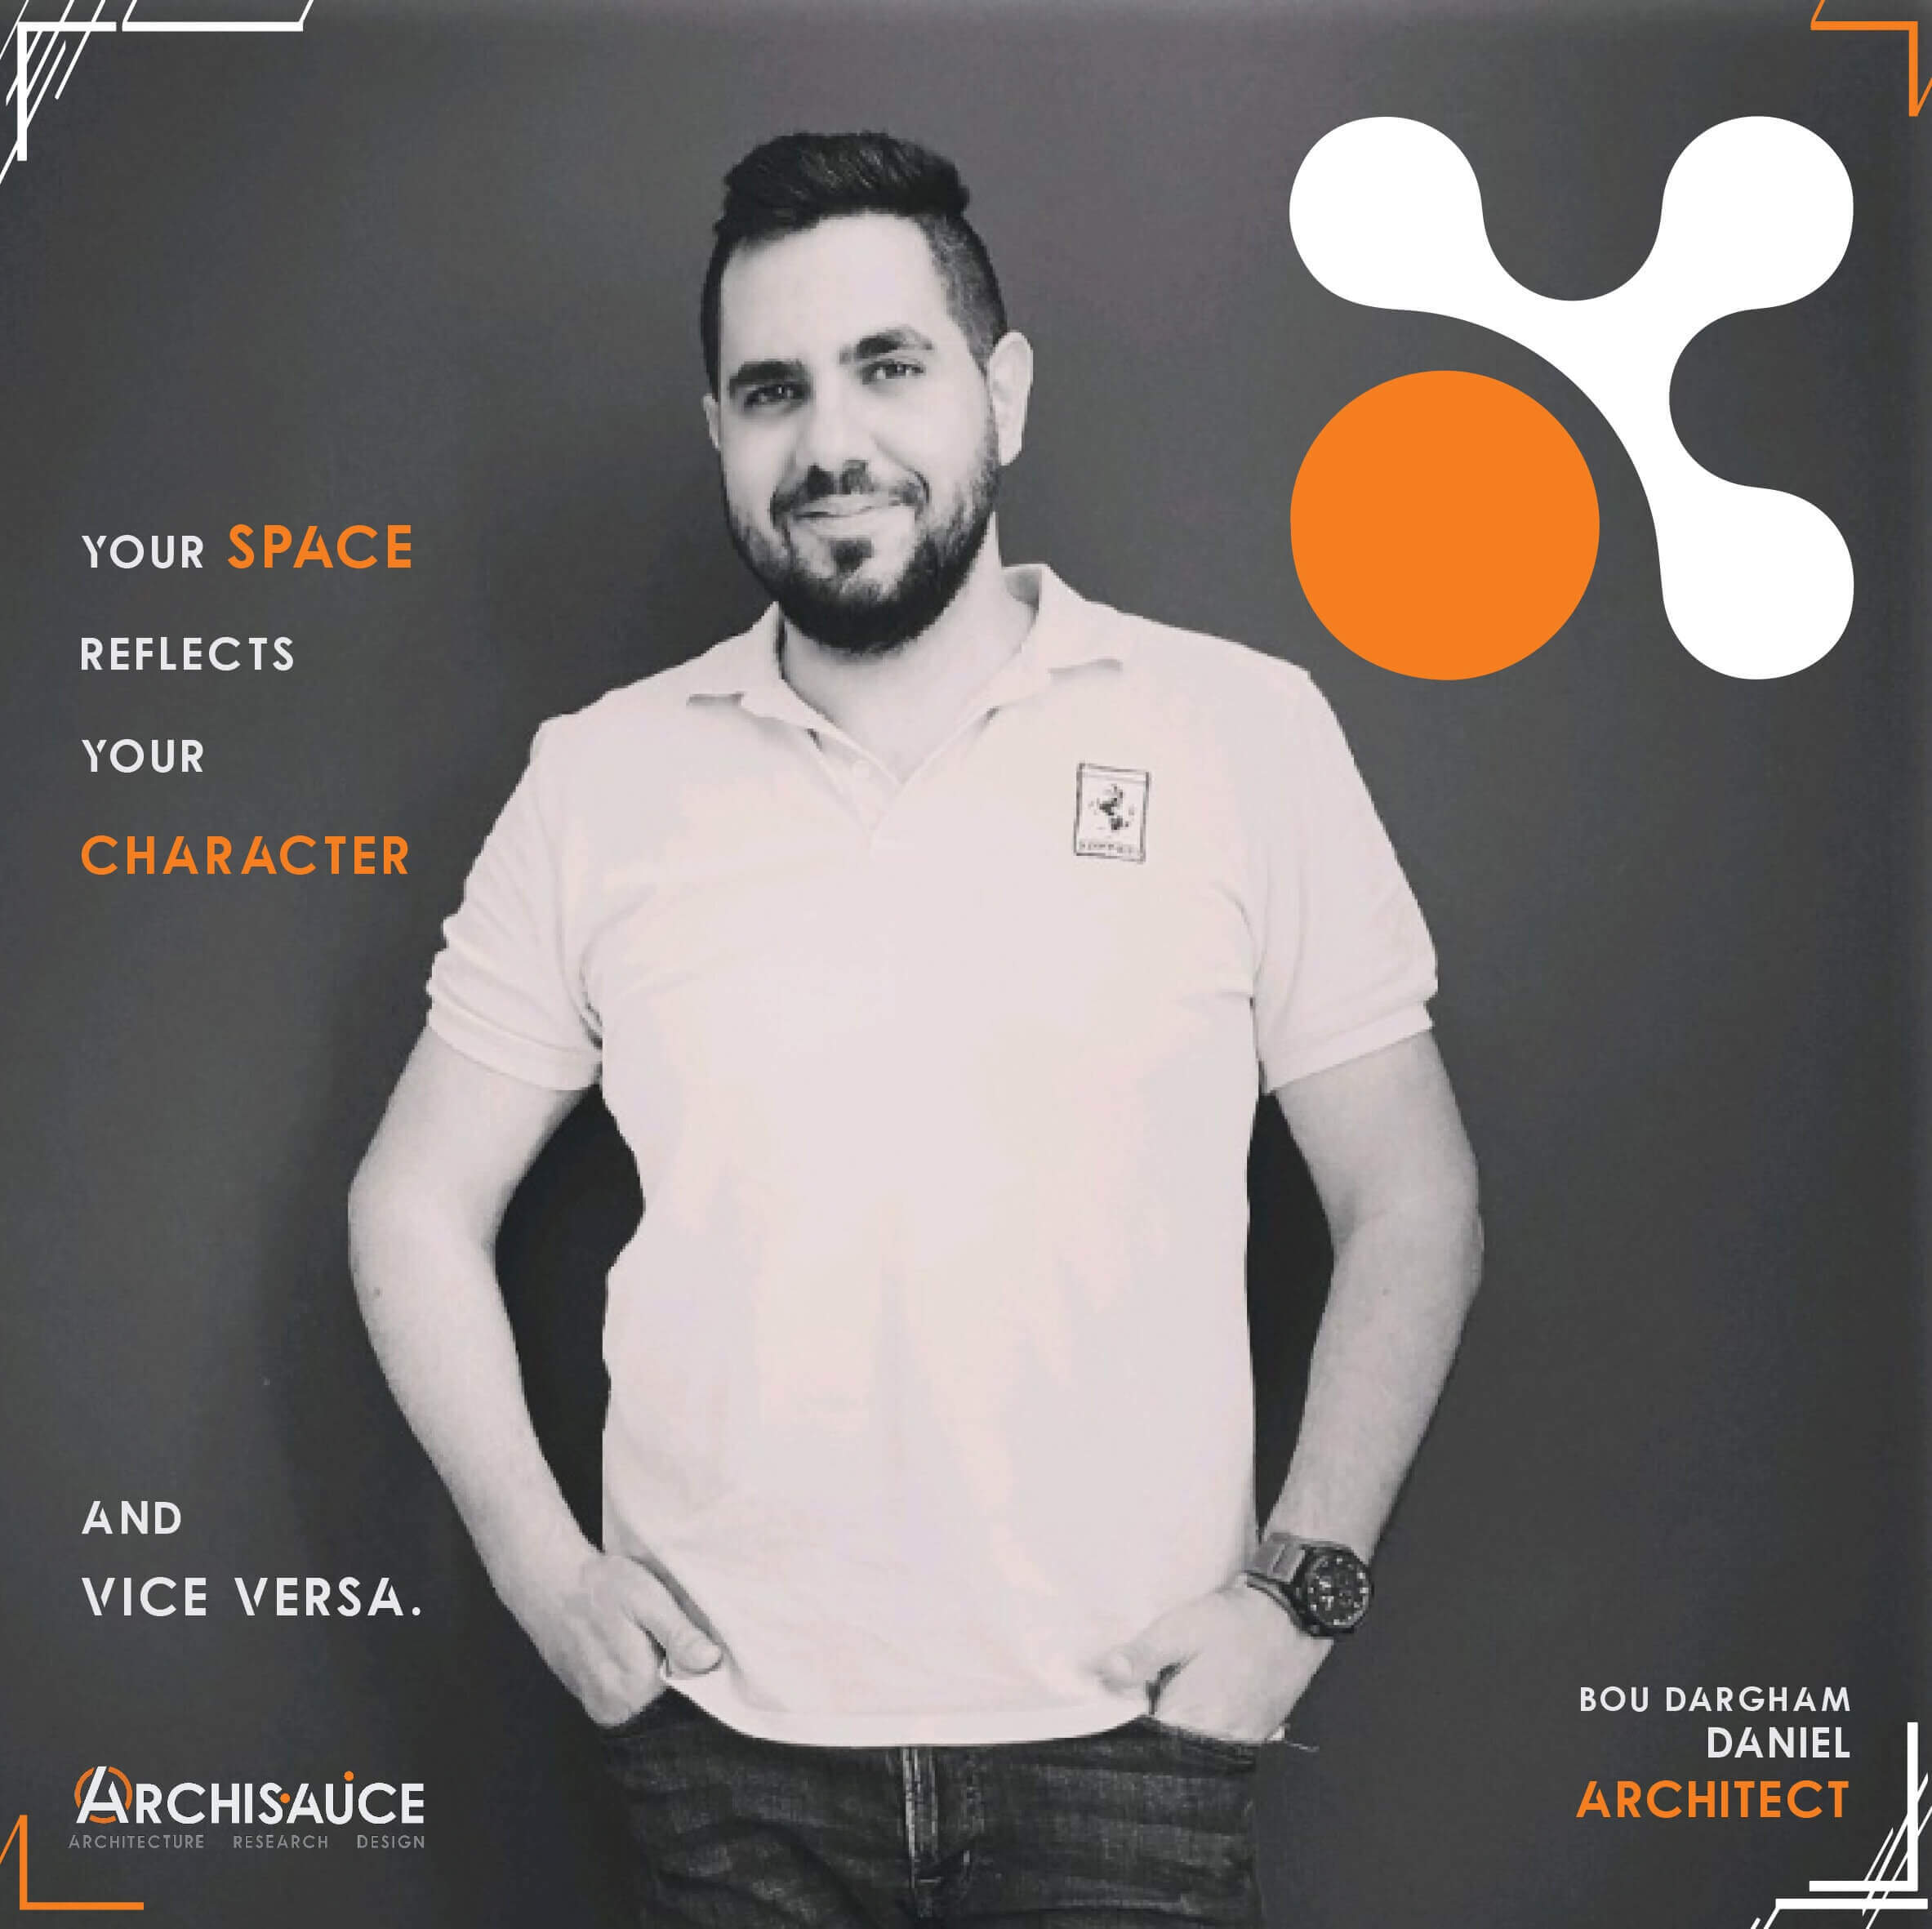 YOUR SPACE
REFLECTS
YOUR
CHARACTER
AND
VICE VERSA.
ARCHISAUCE
ARCHITECTURE RESEARCH DESIGN
BOU DARGHAM
DANIEL
ARCHITECT